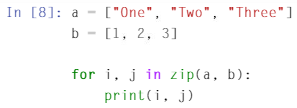 In [8]: a = ["One", "Two", "Three"]
b = [1, 2, 3]
for i, j in zip(a, b):
print(i, j)